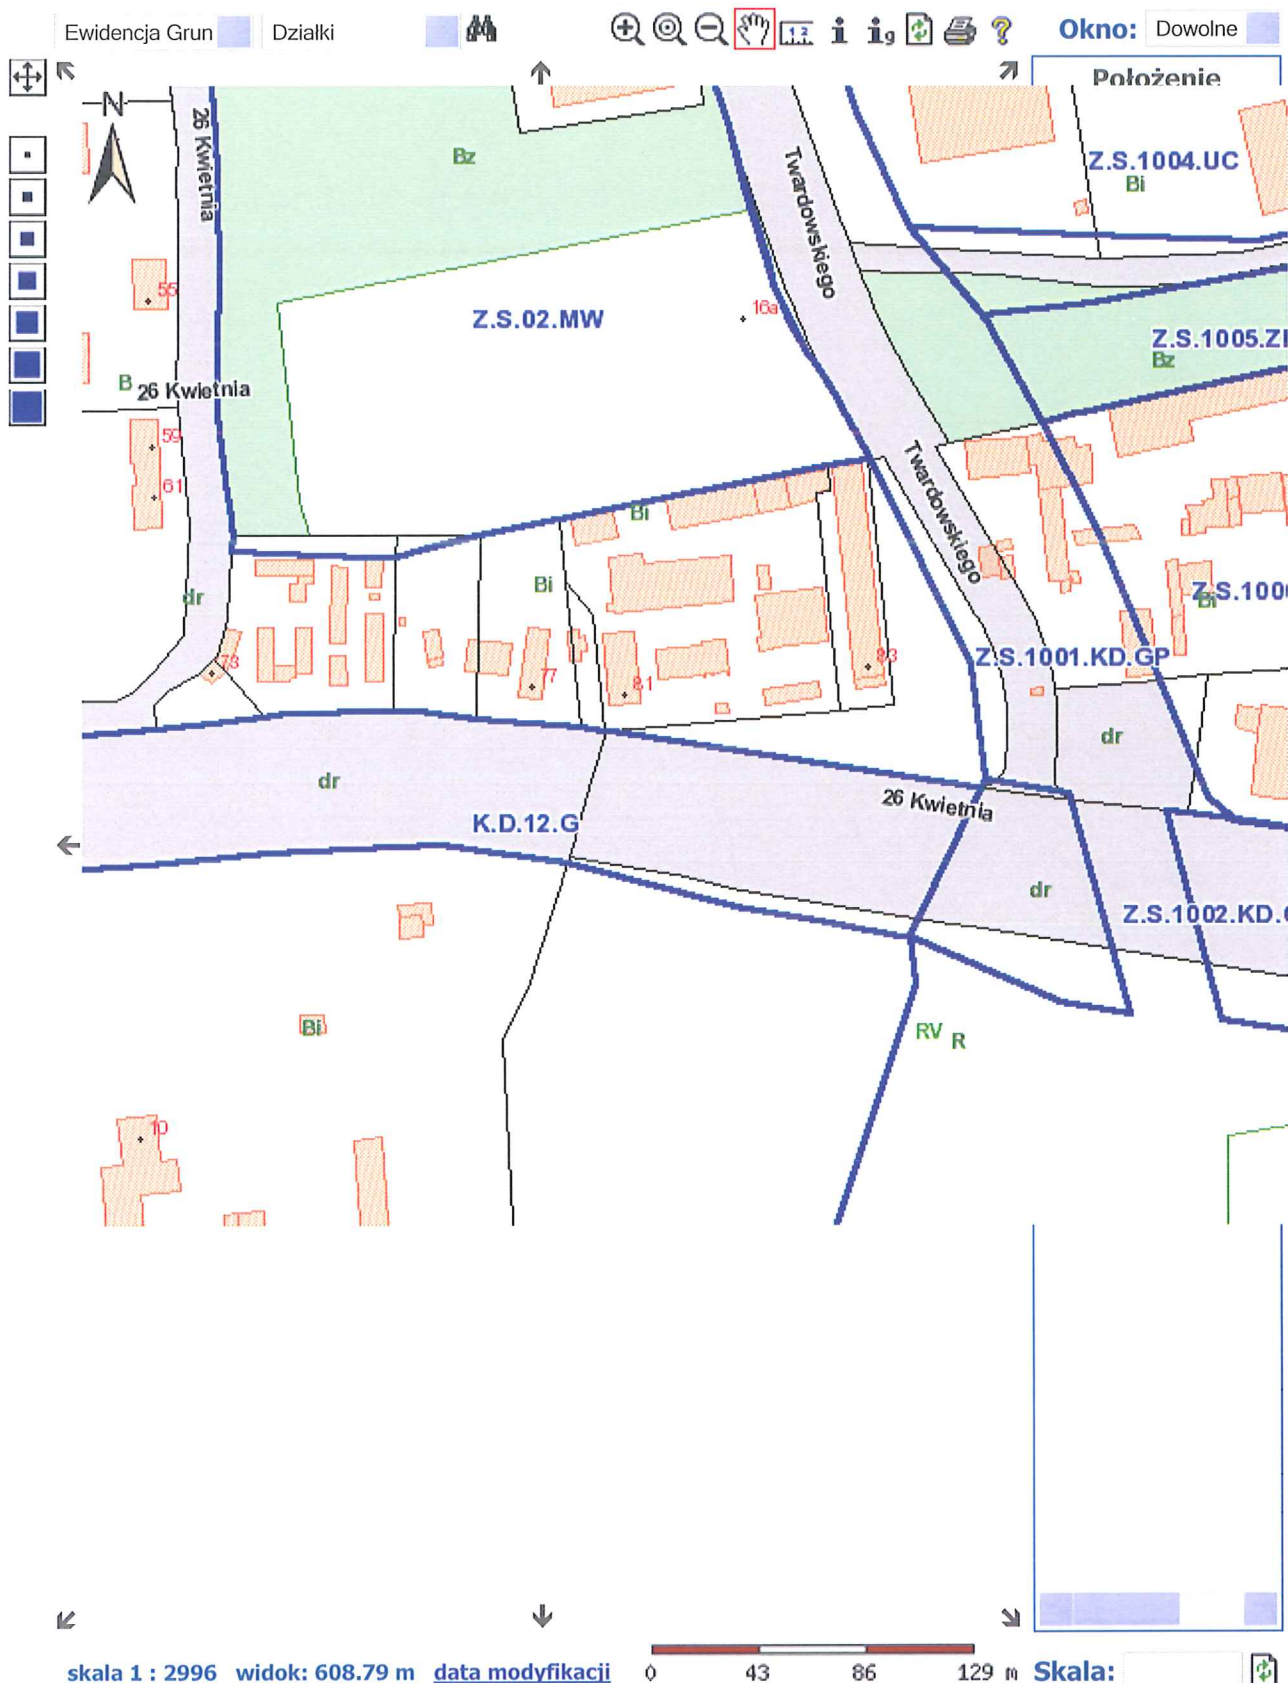 Ewidencja Grun Działki Okno: Dowolne
Położenie
N
26 Kwietnia
Bz
Twardowskiego
Z.S.1004.UC
Bi
55
Z.S.02.MW
16a
Z.S.1005.ZI
Bz
B 26 Kwietnia
59
61
Twardowskiego
Bi
Bi
dr
Z.S.100
Bi
73
77
81
83
Z.S.1001.KD.GP
dr
dr
26 Kwietnia
K.D.12.G
dr
Z.S.1002.KD.
RV R
Bi
10
skala 1 : 2996 widok: 608.79 m data modyfikacji 0 43 86 129 m Skala: